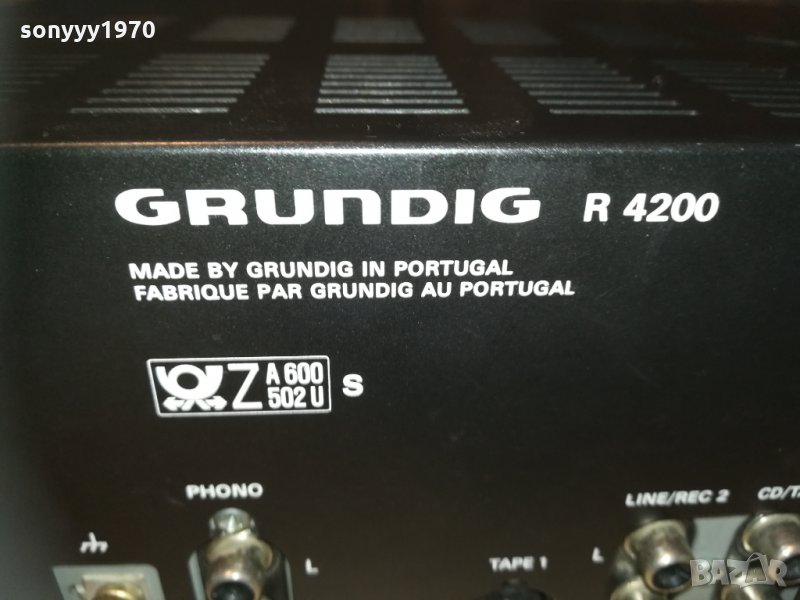 sonyyy1970
GRUNDIG R 4200
MADE BY GRUNDIG IN PORTUGAL
FABRIQUE PAR GRUNDIG AU PORTUGAL
Z A 600 S
502 U
PHONO
LINE/REC 2
L
TAPE 1
L
BAZAR